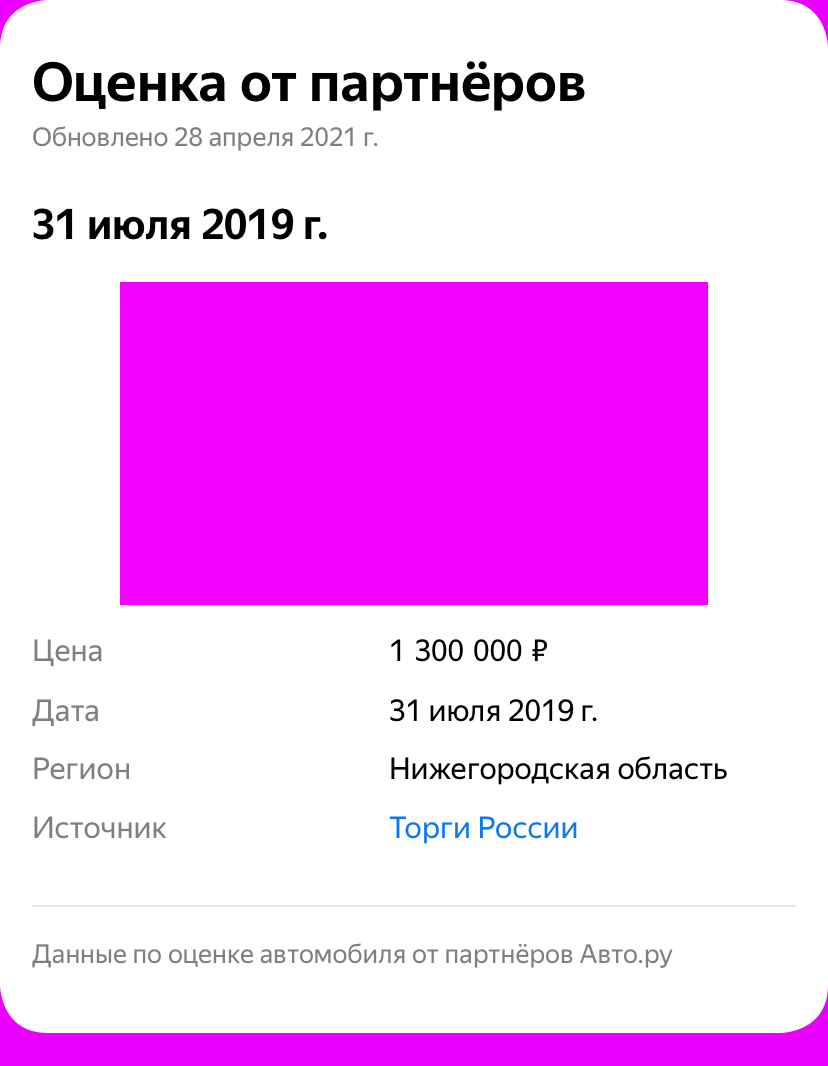 Оценка от партнёров
Обновлено 28 апреля 2021 г.
31 июля 2019 г.
Цена 1 300 000 ₽
Дата 31 июля 2019 г.
Регион Нижегородская область
Источник Торги России
Данные по оценке автомобиля от партнёров Авто.ру